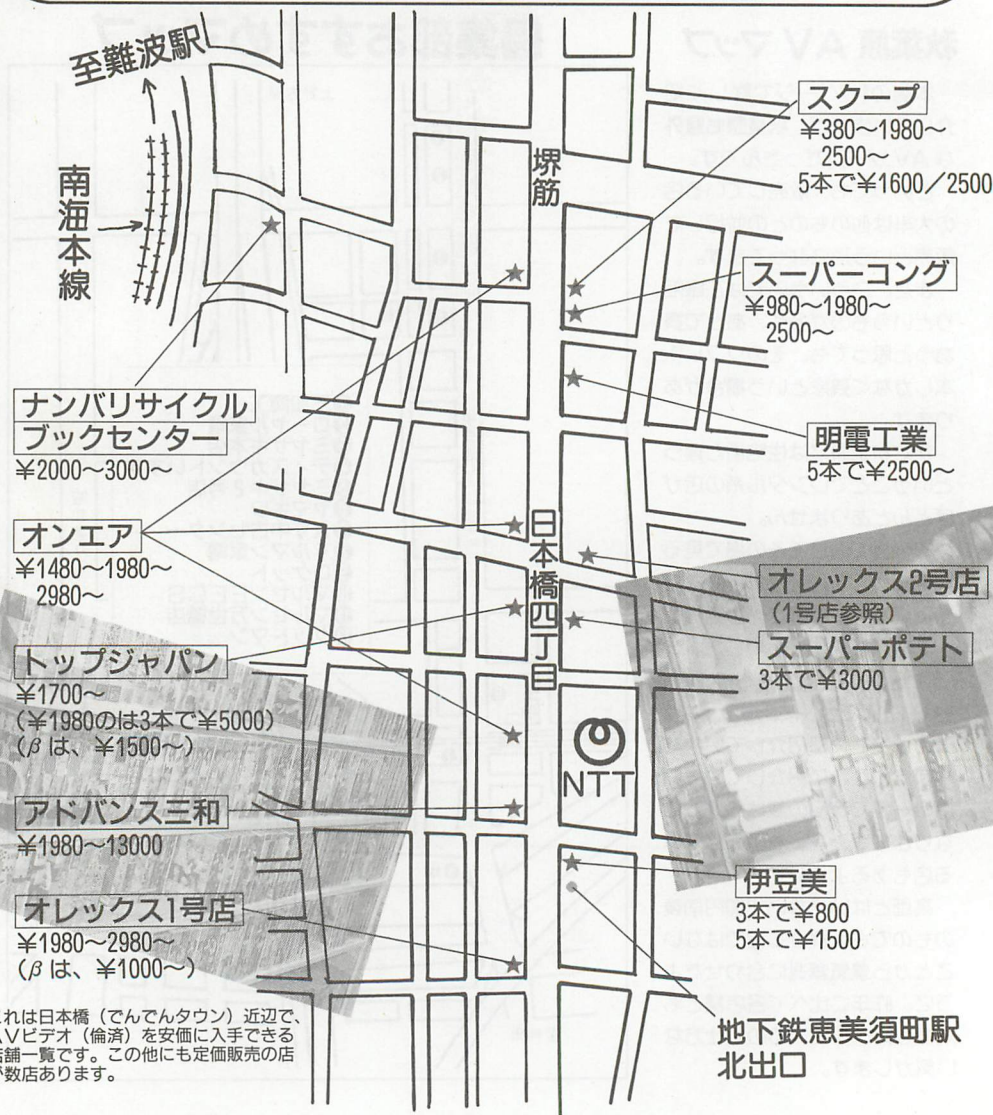 至難波駅
南海本線
堺筋
スクープ
¥380〜1980〜
2500〜
5本で¥1600／2500
スーパーコング
¥980〜1980〜
2500〜
ナンバリサイクル
ブックセンター
¥2000〜3000〜
明電工業
5本で¥2500〜
オンエア
¥1480〜1980〜
2980〜
日本橋四丁目
オレックス2号店
(1号店参照)
スーパーポテト
3本で¥3000
トップジャパン
¥1700〜
(¥1980のは3本で¥5000)
(βは、¥1500〜)
NTT
アドバンス三和
¥1980〜13000
伊豆美
3本で¥800
5本で¥1500
オレックス1号店
¥1980〜2980〜
(βは、¥1000〜)
これは日本橋（でんでんタウン）近辺で、
AVビデオ（倫済）を安価に入手できる
店舗一覧です。この他にも定価販売の店
が数店あります。
地下鉄恵美須町駅
北出口